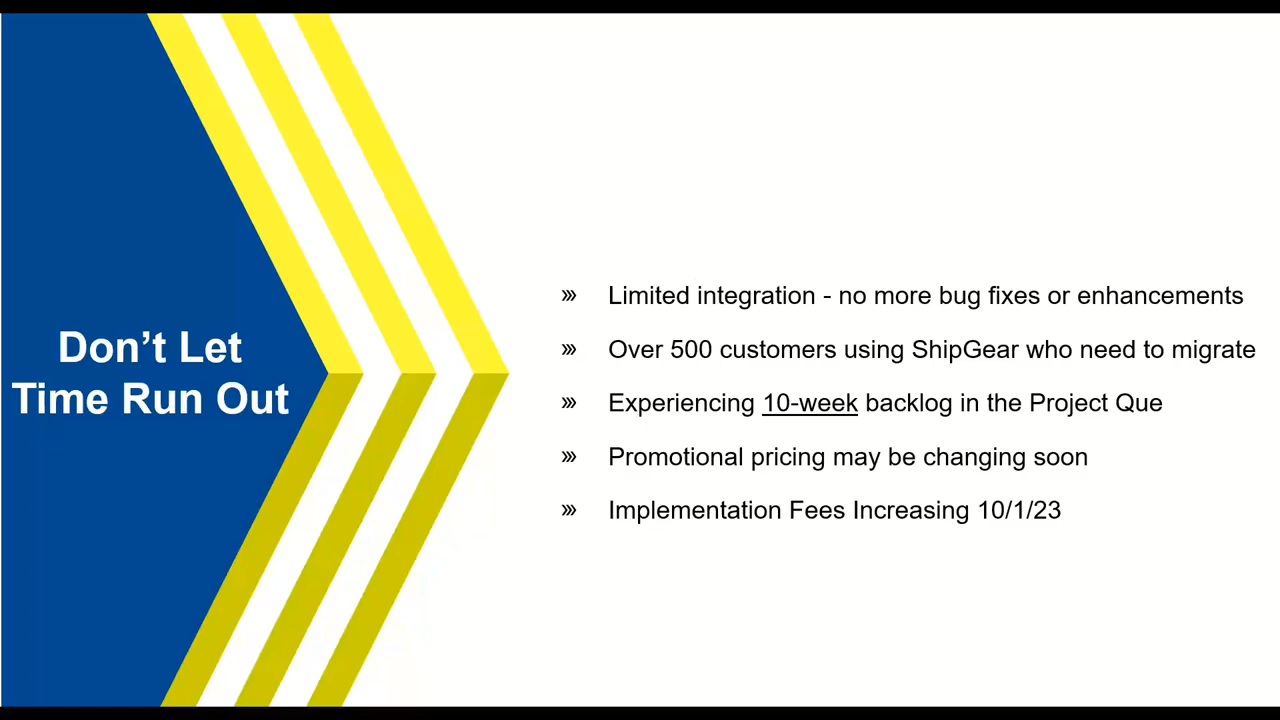 Don’t Let
Time Run Out
Limited integration - no more bug fixes or enhancements
Over 500 customers using ShipGear who need to migrate
Experiencing 10-week backlog in the Project Que
Promotional pricing may be changing soon
Implementation Fees Increasing 10/1/23